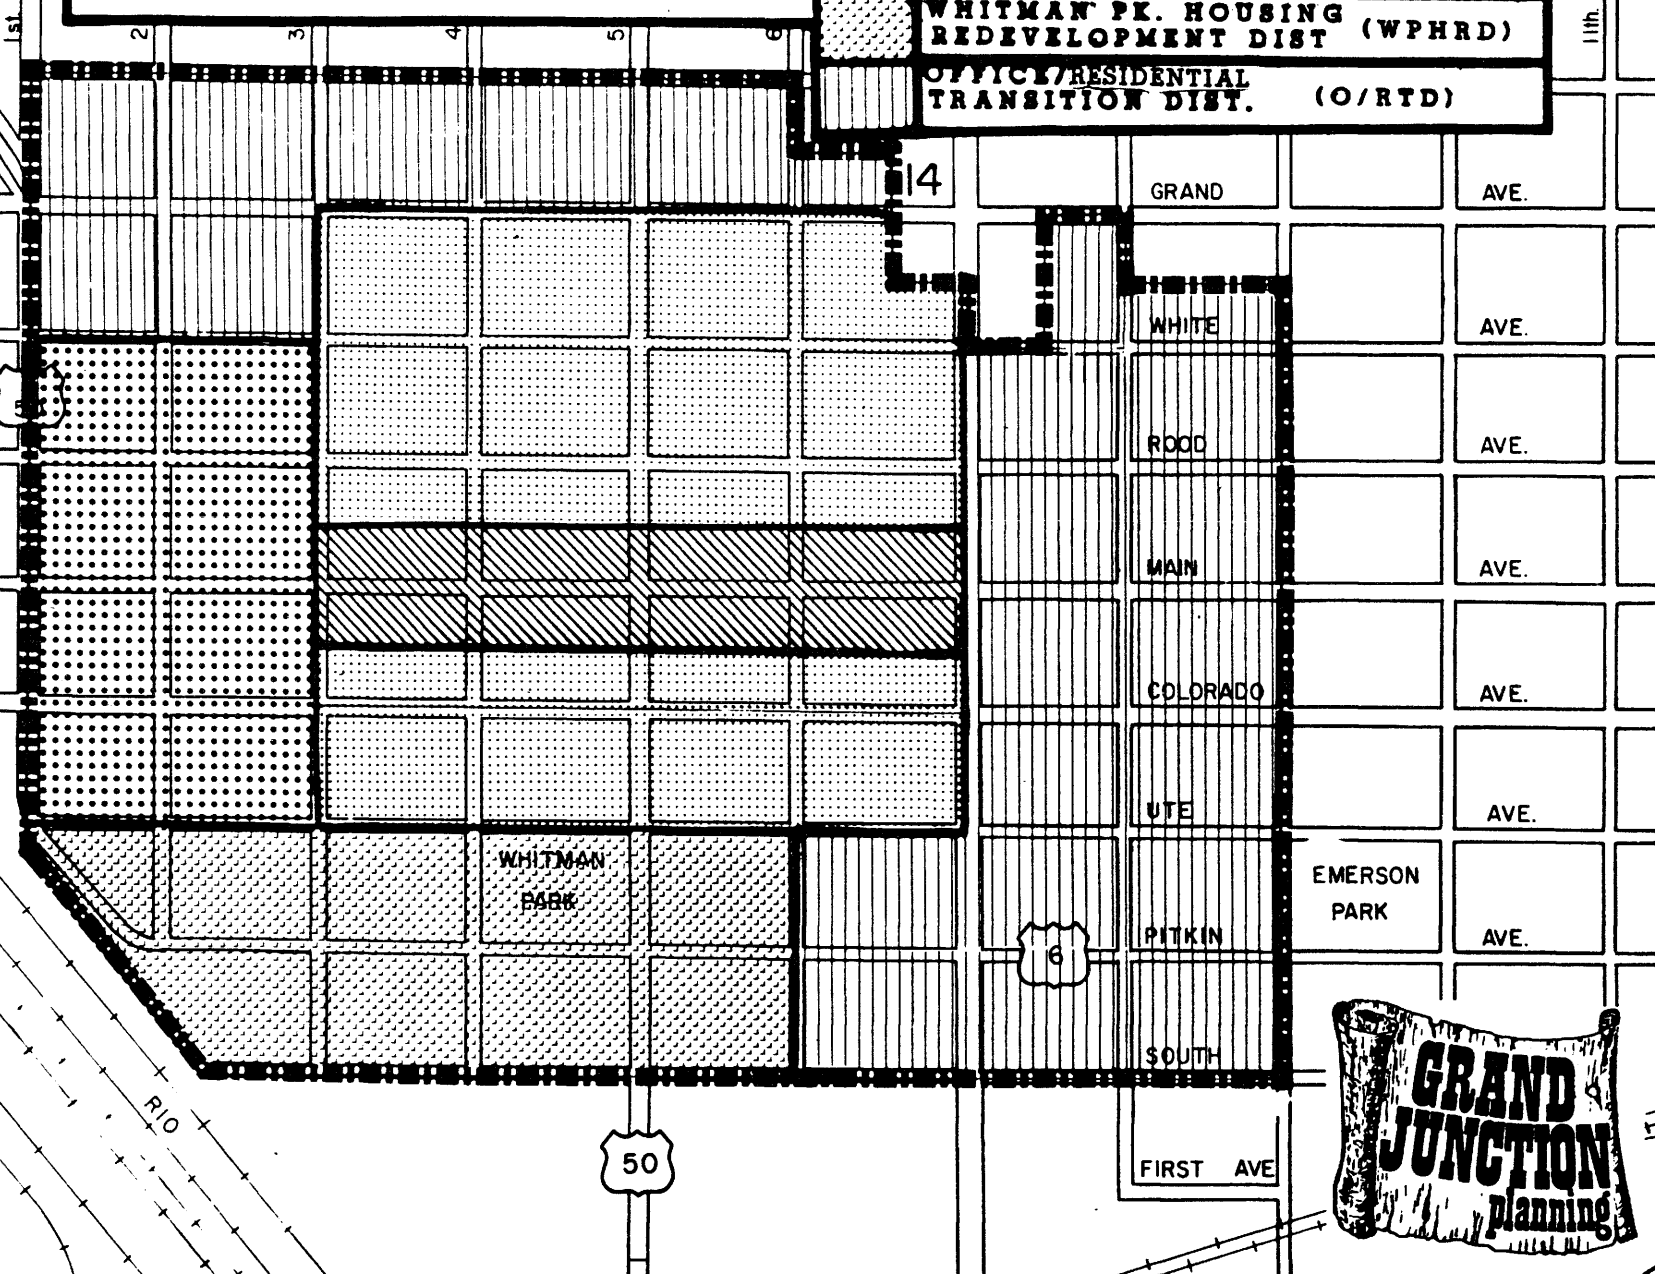 WHITMAN PK. HOUSING
REDEVELOPMENT DIST (WPHRD)
OFFICE/RESIDENTIAL
TRANSITION DIST. (O/RTD)
1st
2
3
4
5
6
11th.
14
GRAND AVE.
WHITE AVE.
ROOD AVE.
MAIN AVE.
COLORADO AVE.
UTE AVE.
WHITMAN
PARK
EMERSON
PARK
PITKIN AVE.
6
SOUTH
RIO
50
FIRST AVE
GRAND
JUNCTION
planning